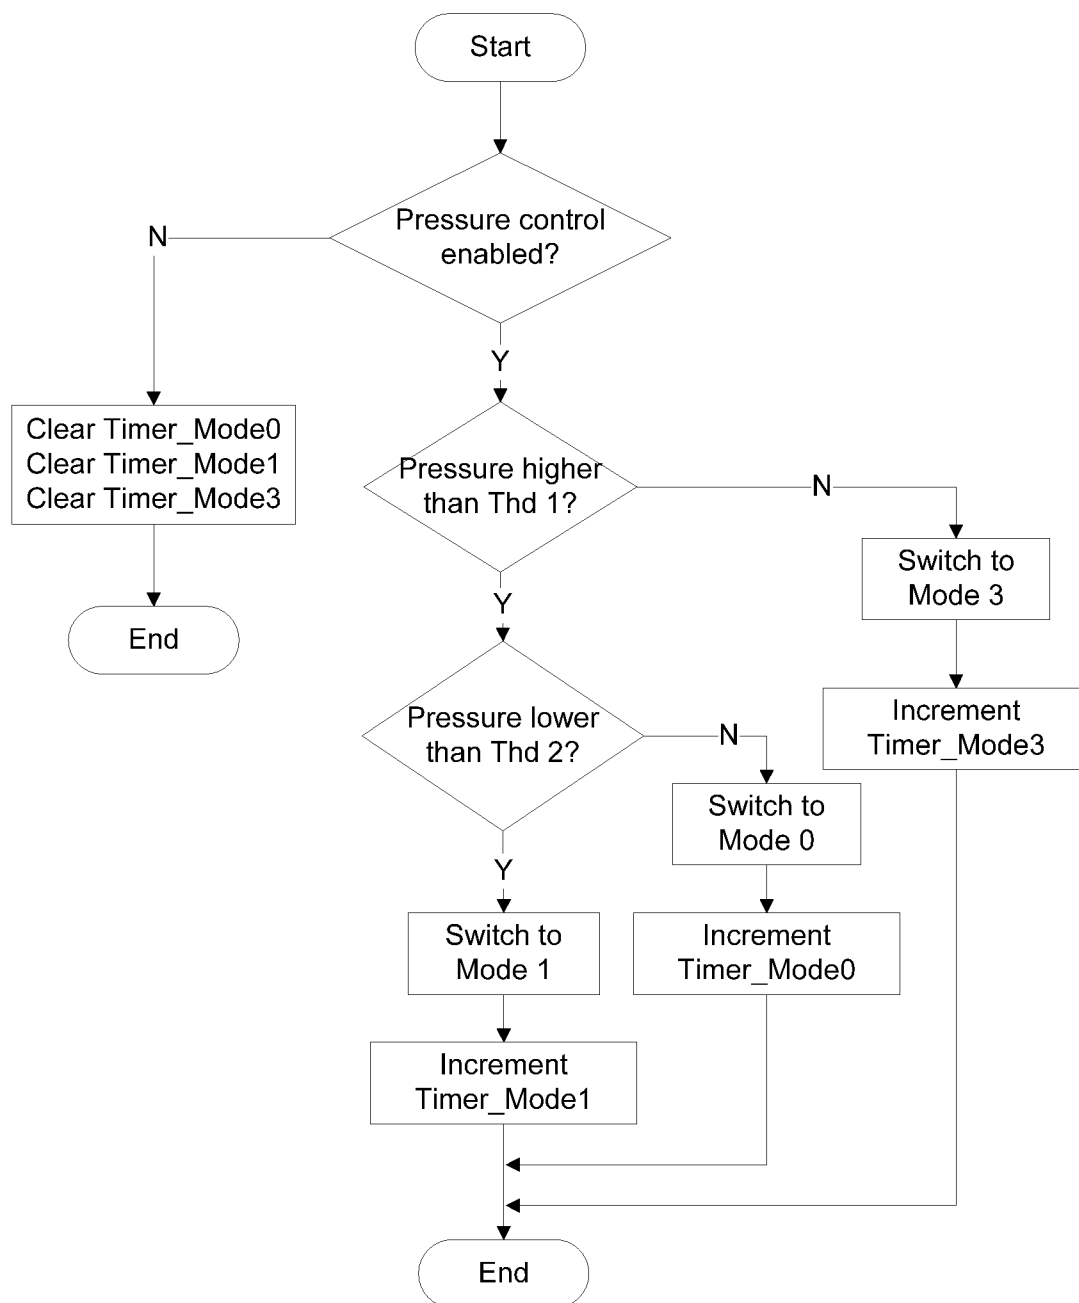 Start
Pressure control
enabled?
N
Y
Clear Timer_Mode0
Clear Timer_Mode1
Clear Timer_Mode3
End
Pressure higher
than Thd 1?
N
Y
Switch to
Mode 3
Increment
Timer_Mode3
Pressure lower
than Thd 2?
N
Y
Switch to
Mode 0
Increment
Timer_Mode0
Switch to
Mode 1
Increment
Timer_Mode1
End